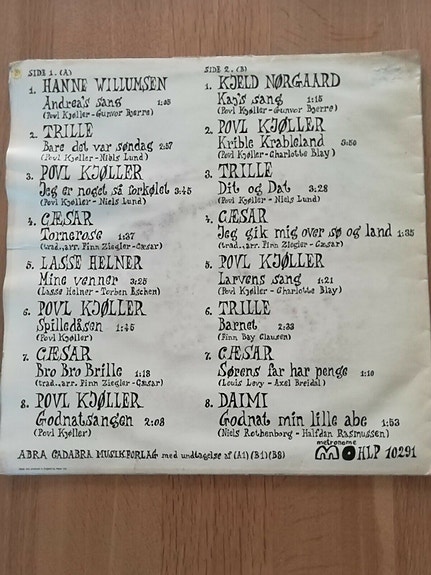 SIDE 1. (A)
1. HANNE WILLUMSEN
Andrea's sang 1:05
(Povl Kjøller - Gunvor Bjerre)
2. TRILLE
Bare det var søndag 2:57
(Povl Kjøller - Niels Lund)
3. POVL KJØLLER
Jeg er noget så forkølet 3:45
(Povl Kjøller - Niels Lund)
4. CÆSAR
Tornerose 1:37
(trad., arr. Finn Ziegler - Cæsar)
5. LASSE HELNER
Mine venner 3:25
(Lasse Helner - Torben Eschen)
6. POVL KJØLLER
Spilledåsen 1:45
(Povl Kjøller)
7. CÆSAR
Bro Bro Brille 1:18
(trad., arr. Finn Ziegler - Cæsar)
8. POVL KJØLLER
Godnatsangen 2:08
(Povl Kjøller)
SIDE 2. (B)
1. KJELD NØRGAARD
Kay's sang 1:15
(Povl Kjøller - Gunvor Bjerre)
2. POVL KJØLLER
Krible Krableland 3:50
(Povl Kjøller - Charlotte Blay)
3. TRILLE
Dit og Dat 3:28
(Povl Kjøller - Niels Lund)
4. CÆSAR
Jeg gik mig over sø og land 1:35
(trad., arr. Finn Ziegler - Cæsar)
5. POVL KJØLLER
Larvens sang 1:21
(Povl Kjøller - Charlotte Blay)
6. TRILLE
Barnet 2:33
(Finn Bay Clausen)
7. CÆSAR
Sørens far har penge 1:10
(Louis Levy - Axel Breidal)
8. DAIMI
Godnat min lille abe 1:53
(Niels Rothenborg - Halfdan Rasmussen)
ABRA CADABRA MUSIKFORLAG med undtagelse af (A1) (B1) (B8)
metronome
HLP 10291